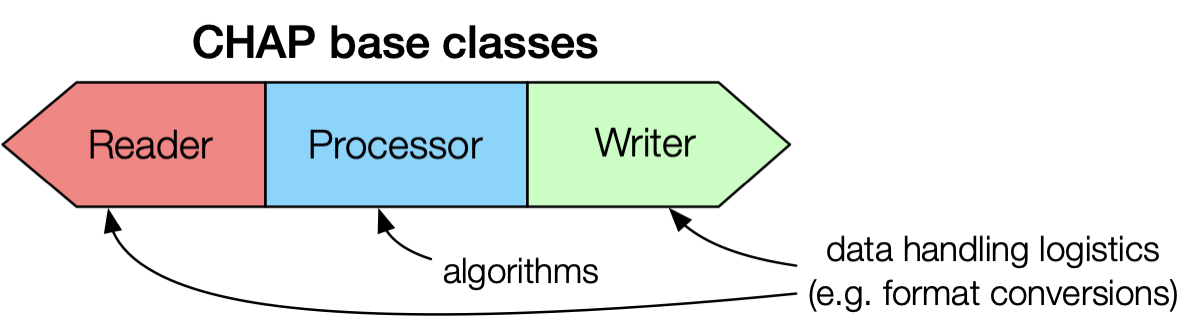 CHAP base classes
Reader
Processor
Writer
algorithms
data handling logistics
(e.g. format conversions)